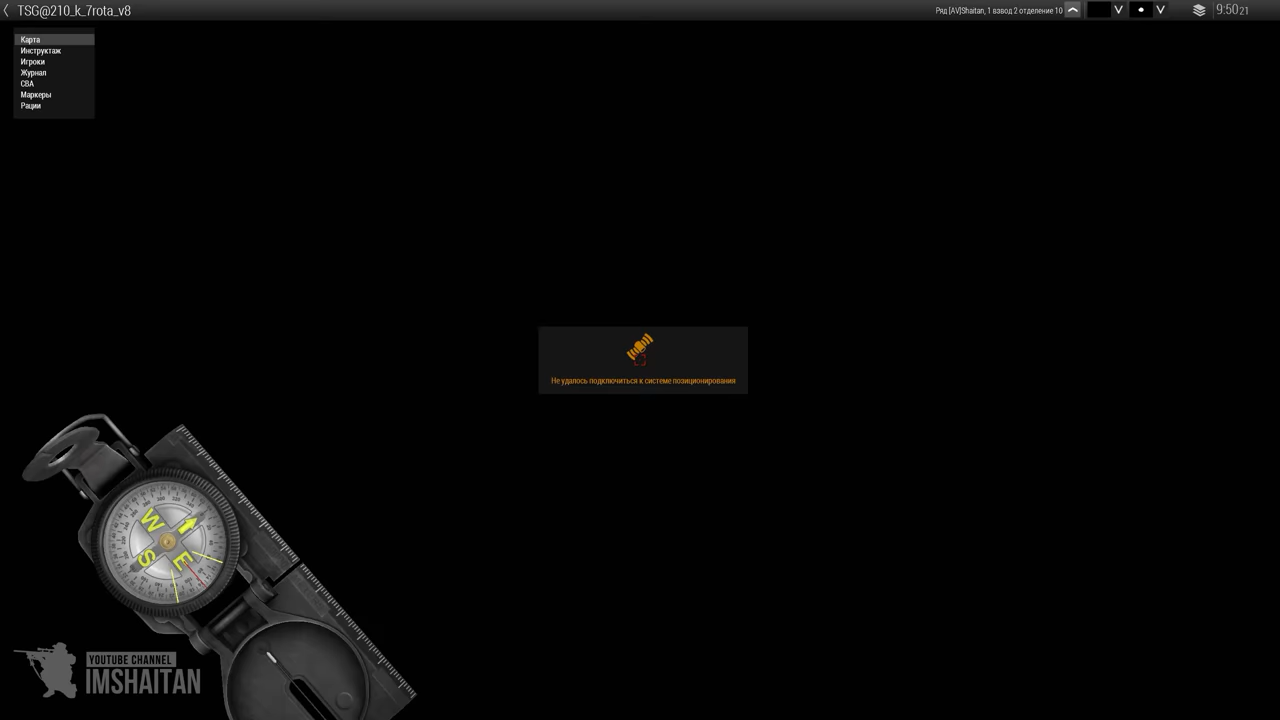 TSG@210_k_7rota_v8
Ряд [AV]Shaitan, 1 взвод 2 отделение 10
9:50 21
Карта
Инструктаж
Игроки
Журнал
СВА
Маркеры
Рации
Не удалось подключиться к системе позиционирования
W
S
E
YOUTUBE CHANNEL
IMSHAITAN